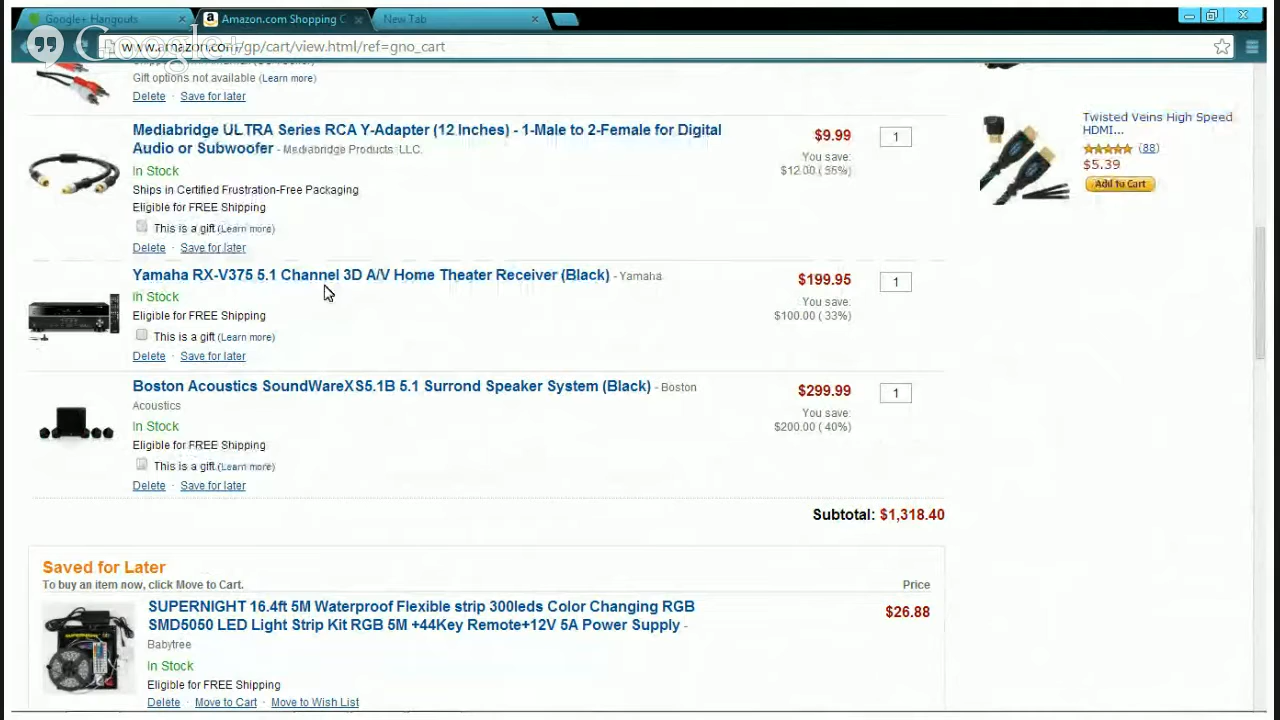 Google+ Hangouts
Amazon.com Shopping C
New Tab
Google+
www.amazon.com/gp/cart/view.html/ref=gno_cart
Gift options not available (Learn more)
Delete · Save for later
Mediabridge ULTRA Series RCA Y-Adapter (12 Inches) - 1-Male to 2-Female for Digital
Audio or Subwoofer - Mediabridge Products LLC.
$9.99
1
You save:
$12.00 ( 55%)
In Stock
Ships in Certified Frustration-Free Packaging
Eligible for FREE Shipping
This is a gift (Learn more)
Delete · Save for later
Yamaha RX-V375 5.1 Channel 3D A/V Home Theater Receiver (Black) - Yamaha
$199.95
1
You save:
$100.00 ( 33%)
In Stock
Eligible for FREE Shipping
This is a gift (Learn more)
Delete · Save for later
Boston Acoustics SoundWareXS5.1B 5.1 Surrond Speaker System (Black) - Boston
Acoustics
$299.99
1
You save:
$200.00 ( 40%)
In Stock
Eligible for FREE Shipping
This is a gift (Learn more)
Delete · Save for later
Subtotal: $1,318.40
Saved for Later
To buy an item now, click Move to Cart.
Price
SUPERNIGHT 16.4ft 5M Waterproof Flexible strip 300leds Color Changing RGB
SMD5050 LED Light Strip Kit RGB 5M +44Key Remote+12V 5A Power Supply -
Babytree
$26.88
In Stock
Eligible for FREE Shipping
Delete · Move to Cart · Move to Wish List
Twisted Veins High Speed
HDMI...
(88)
$5.39
Add to Cart